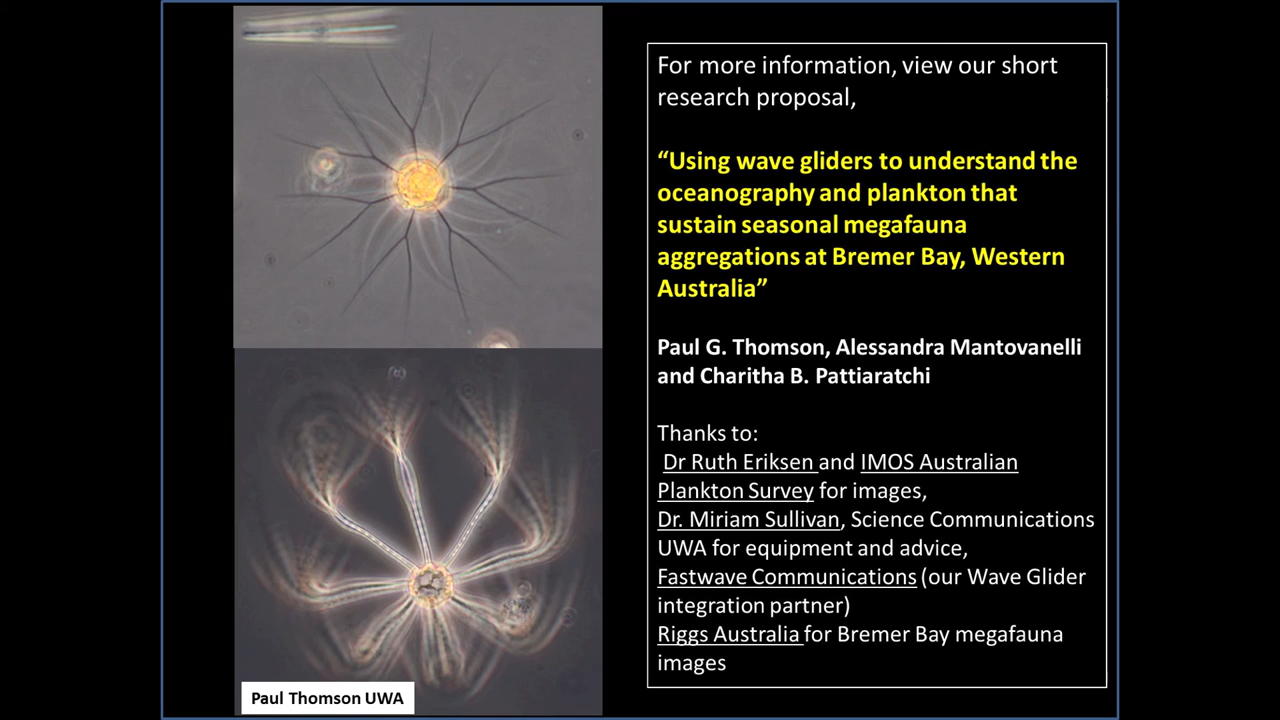 For more information, view our short
research proposal,
“Using wave gliders to understand the
oceanography and plankton that
sustain seasonal megafauna
aggregations at Bremer Bay, Western
Australia”
Paul G. Thomson, Alessandra Mantovanelli
and Charitha B. Pattiaratchi
Thanks to:
Dr Ruth Eriksen and IMOS Australian
Plankton Survey for images,
Dr. Miriam Sullivan, Science Communications
UWA for equipment and advice,
Fastwave Communications (our Wave Glider
integration partner)
Riggs Australia for Bremer Bay megafauna
images
Paul Thomson UWA